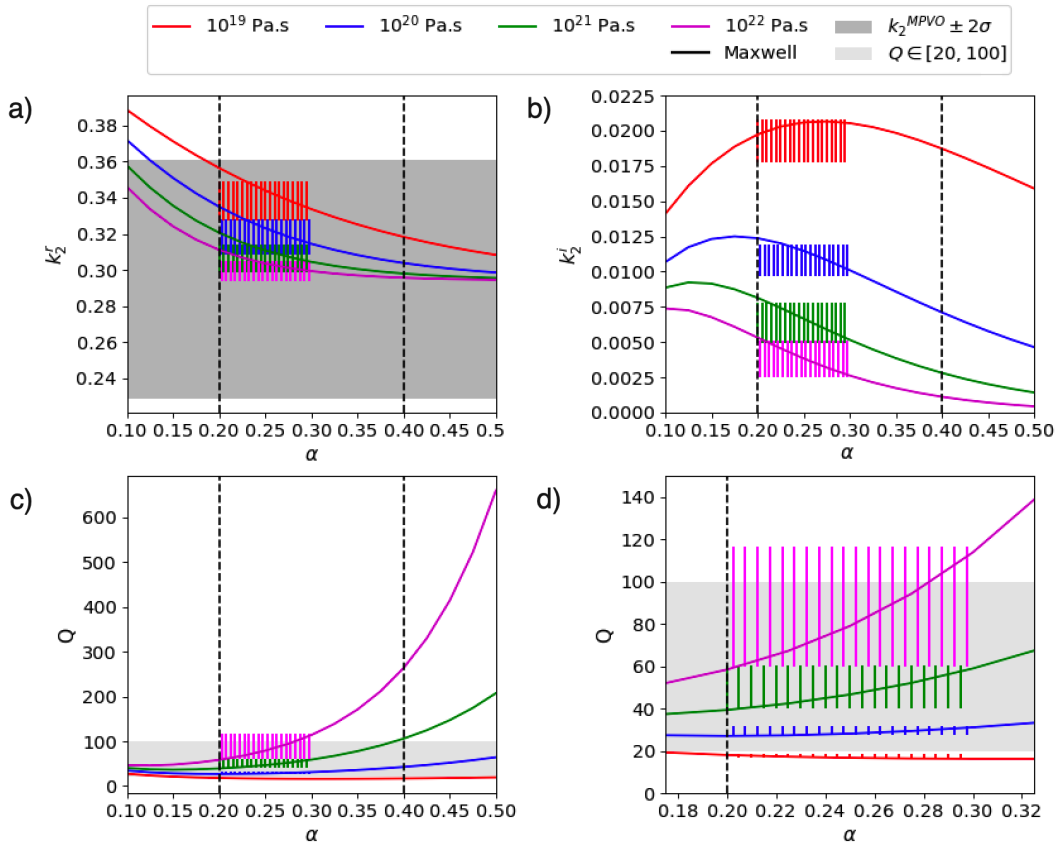 10^19 Pa.s 10^20 Pa.s 10^21 Pa.s 10^22 Pa.s k_2^MPVO ± 2σ
Maxwell Q ∈ [20, 100]
a)
k_2^r
0.38
0.36
0.34
0.32
0.30
0.28
0.26
0.24
0.10 0.15 0.20 0.25 0.30 0.35 0.40 0.45 0.50
α
b)
k_2^i
0.0225
0.0200
0.0175
0.0150
0.0125
0.0100
0.0075
0.0050
0.0025
0.0000
0.10 0.15 0.20 0.25 0.30 0.35 0.40 0.45 0.50
α
c)
Q
600
500
400
300
200
100
0
0.10 0.15 0.20 0.25 0.30 0.35 0.40 0.45 0.50
α
d)
Q
140
120
100
80
60
40
20
0
0.18 0.20 0.22 0.24 0.26 0.28 0.30 0.32
α